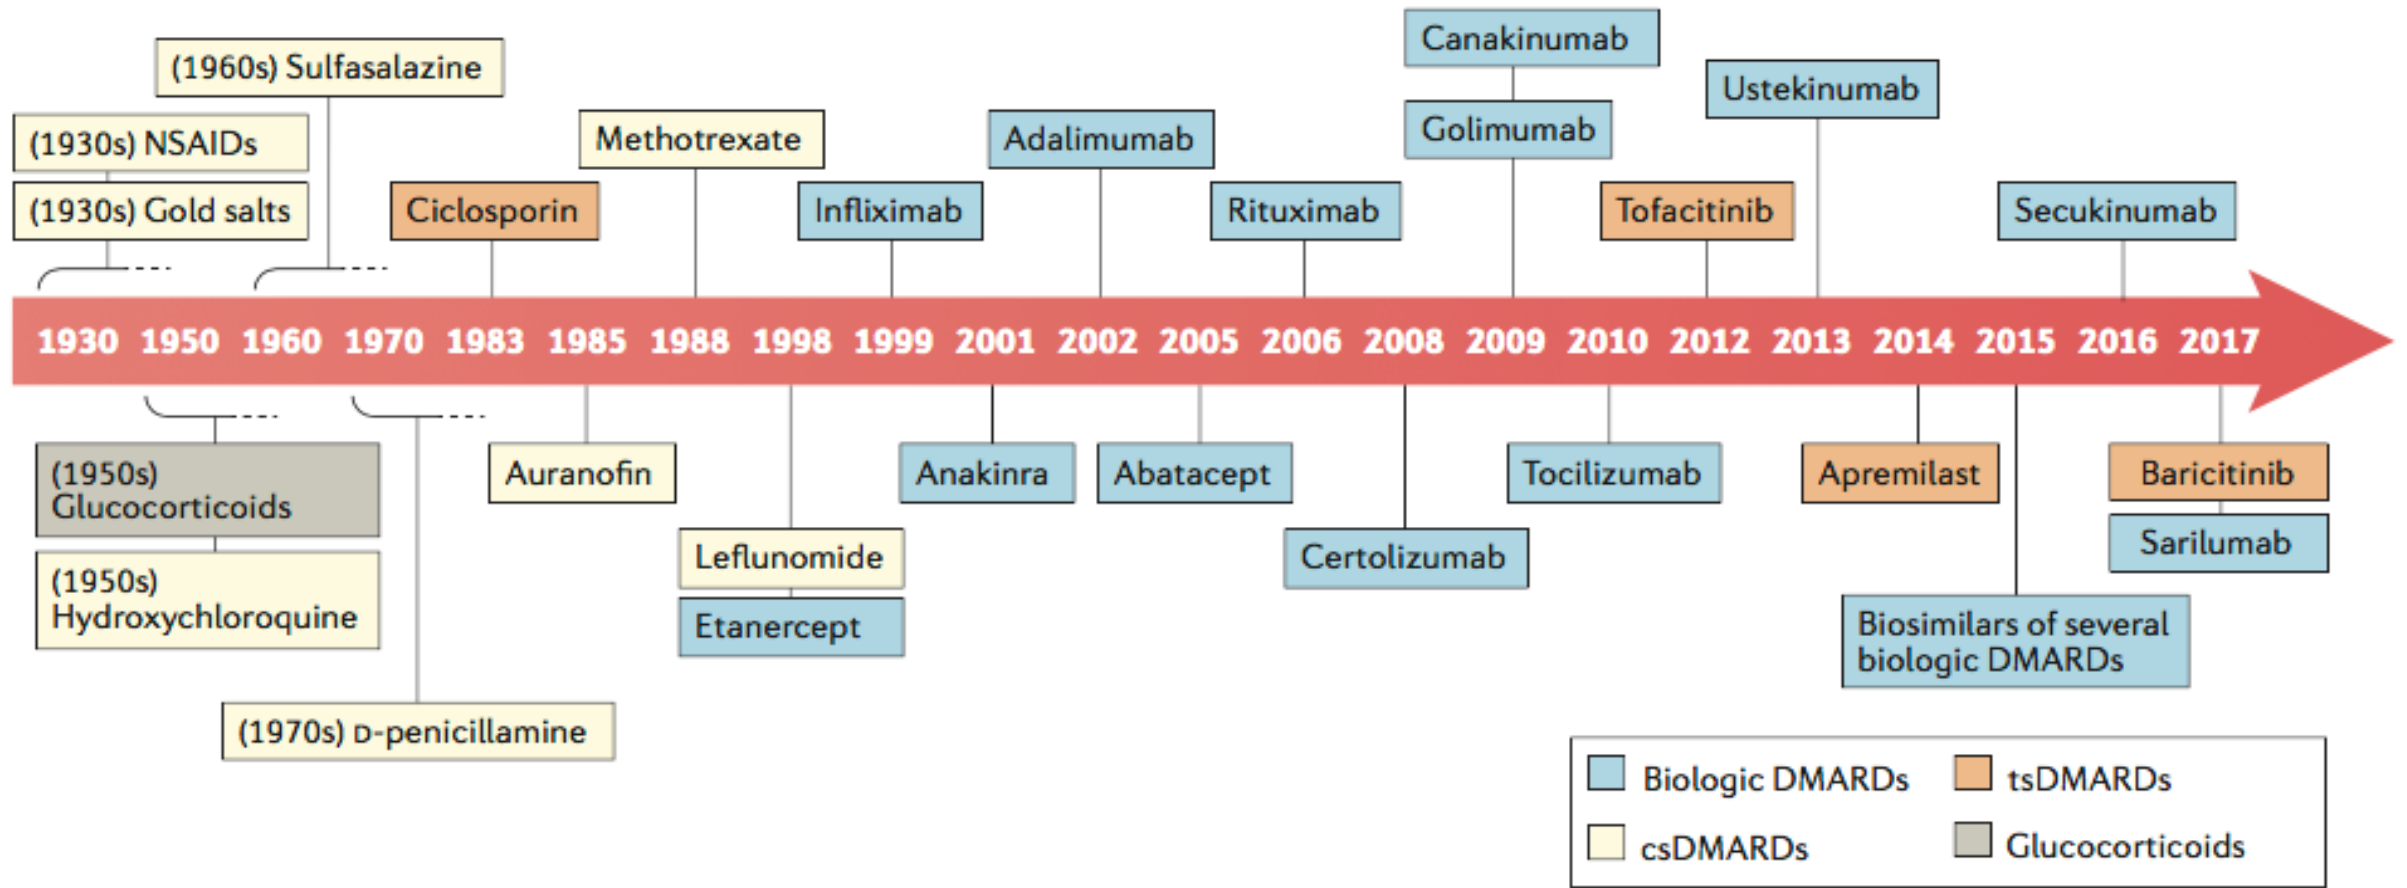 (1960s) Sulfasalazine
(1930s) NSAIDs
(1930s) Gold salts
Ciclosporin
Methotrexate
Infliximab
Adalimumab
Rituximab
Canakinumab
Golimumab
Tofacitinib
Ustekinumab
Secukinumab
1930 1950 1960 1970 1983 1985 1988 1998 1999 2001 2002 2005 2006 2008 2009 2010 2012 2013 2014 2015 2016 2017
(1950s)
Glucocorticoids
(1950s)
Hydroxychloroquine
(1970s) D-penicillamine
Auranofin
Leflunomide
Etanercept
Anakinra
Abatacept
Certolizumab
Tocilizumab
Apremilast
Biosimilars of several
biologic DMARDs
Baricitinib
Sarilumab
Biologic DMARDs
tsDMARDs
csDMARDs
Glucocorticoids